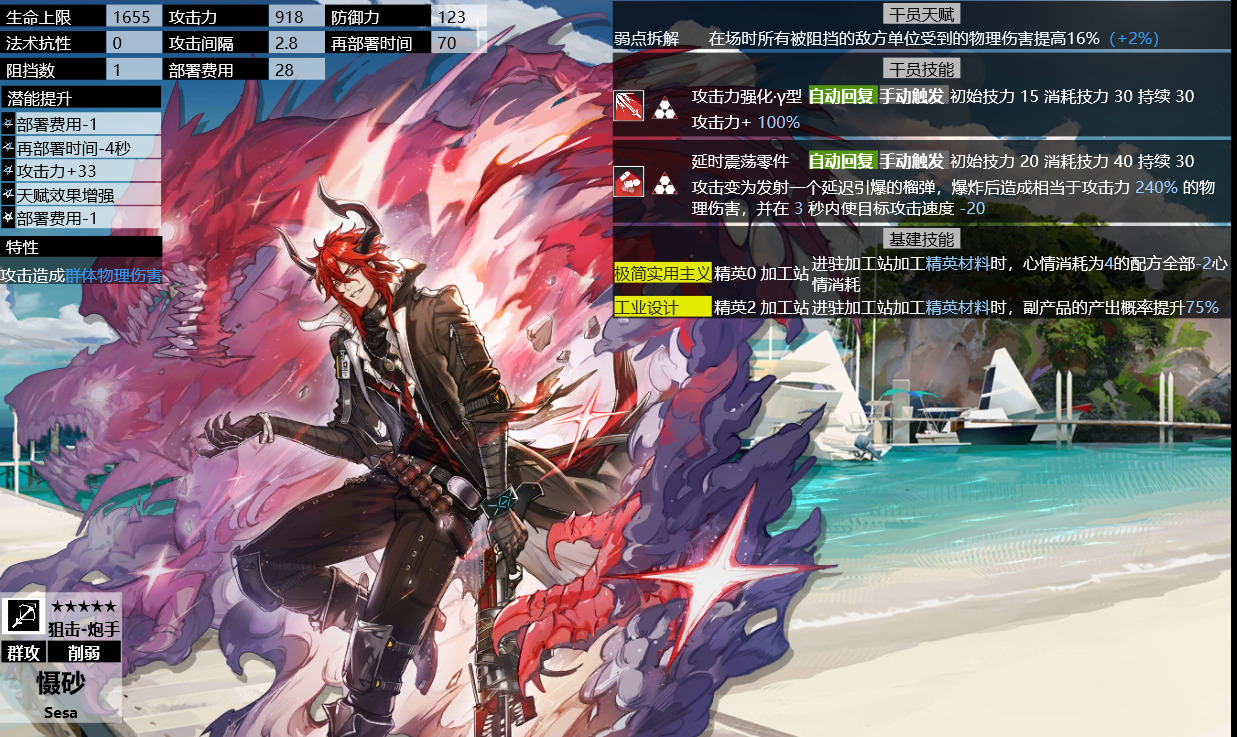 生命上限 1655 攻击力 918 防御力 123
法术抗性 0 攻击间隔 2.8 再部署时间 70
阻挡数 1 部署费用 28
潜能提升
部署费用-1
再部署时间-4秒
攻击力+33
天赋效果增强
部署费用-1
特性
攻击造成群体物理伤害
★★★★★
狙击-炮手
群攻 削弱
慑砂
Sesa
干员天赋
弱点拆解 在场时所有被阻挡的敌方单位受到的物理伤害提高16%（+2%）
干员技能
攻击力强化·γ型 自动回复 手动触发 初始技力 15 消耗技力 30 持续 30
攻击力+ 100%
延时震荡零件 自动回复 手动触发 初始技力 20 消耗技力 40 持续 30
攻击变为发射一个延迟引爆的榴弹，爆炸后造成相当于攻击力 240% 的物
理伤害，并在 3 秒内使目标攻击速度 -20
基建技能
极简实用主义 精英0 加工站 进驻加工站加工精英材料时，心情消耗为4的配方全部-2心
情消耗
工业设计 精英2 加工站 进驻加工站加工精英材料时，副产品的产出概率提升75%